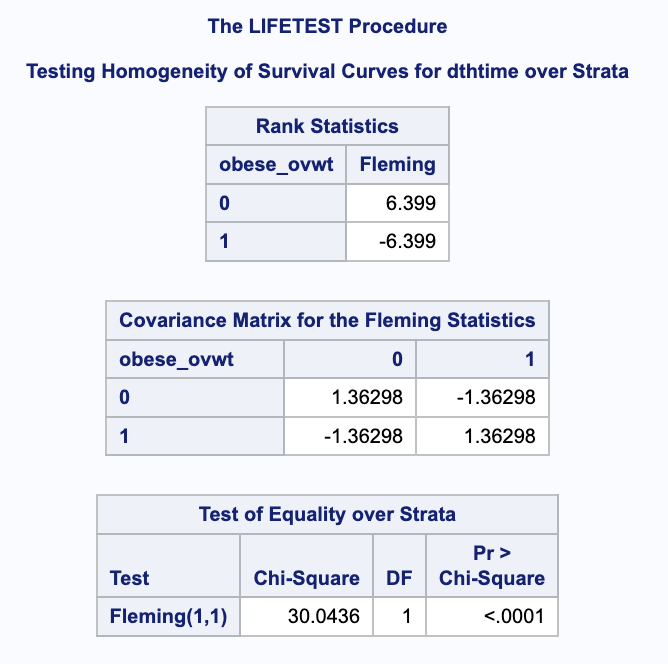 The LIFETEST Procedure
Testing Homogeneity of Survival Curves for dthtime over Strata
Rank Statistics
obese_ovwt Fleming
0 6.399
1 -6.399
Covariance Matrix for the Fleming Statistics
obese_ovwt 0 1
0 1.36298 -1.36298
1 -1.36298 1.36298
Test of Equality over Strata
Pr >
Test Chi-Square DF Chi-Square
Fleming(1,1) 30.0436 1 <.0001